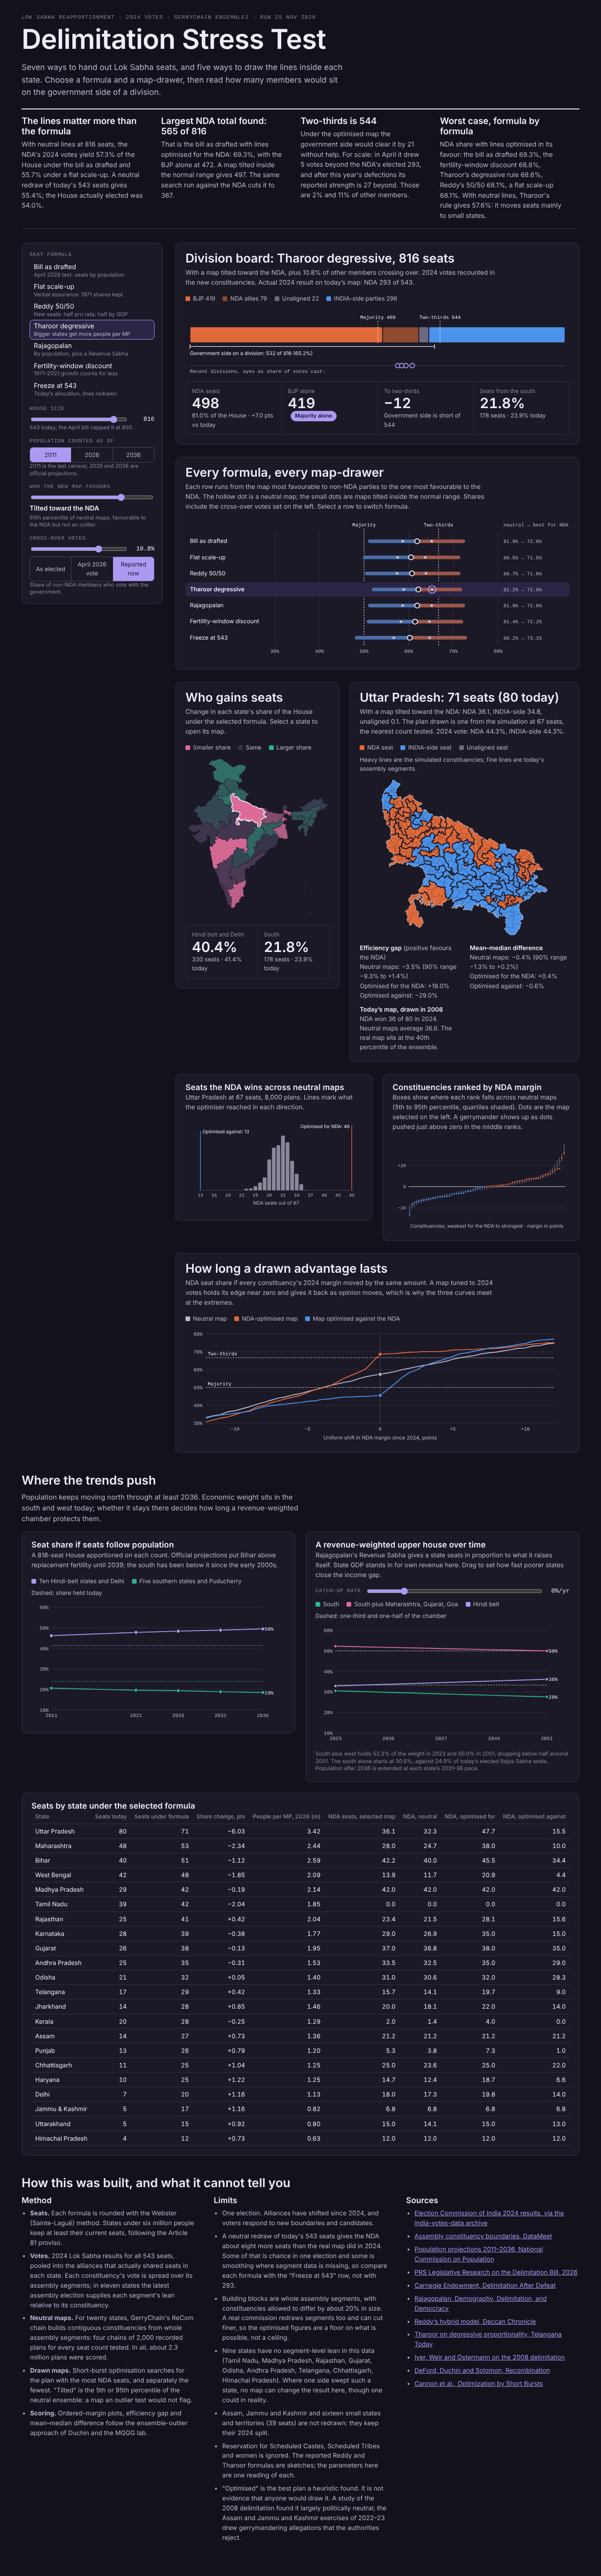 LOK SABHA REAPPORTIONMENT · 2024 VOTES · GERRYCHAIN ENSEMBLES · RUN 25 NOV 2026
Delimitation Stress Test
Seven ways to hand out Lok Sabha seats, and five ways to draw the lines inside each
state. Choose a formula and a map-drawer, then read how many members would sit
on the government side of a division.
The lines matter more than
the formula
With neutral lines at 816 seats, the
NDA's 2024 vote yield 57.3% of the
House under the bill as drafted and
55.7% under a flat scale-up. A neutral
redraw of today's 543 seats gives
55.4%; the House actually elected was
54.0%.
Largest NDA total found:
565 of 816
That is the bill as drafted with lines
optimised for the NDA: 69.3%, with the
BJP alone at 472. A map tilted inside
the normal range gives 497. The same
search run against the NDA cuts it to
367.
Two-thirds is 544
Under the optimised map the
government side would clear it by 21
without help. For scale: in April it drew
5 votes beyond the NDA's elected 293,
and after this year's defections its
reported strength is 27 beyond. Those
are 2% and 11% of other members.
Worst case, formula by
formula
NDA share with lines optimised in its
favour: the bill as drafted 69.3%, the
fertility-window discount 68.8%,
Tharoor degressive 68.6%,
Reddy's 50/50 68.1%, a flat scale-up
68.1%. With neutral lines, Tharoor's
rule gives 57.6%: it moves seats mainly
to small states.
SEAT FORMULA
Bill as drafted
April 2026 text: seats by population
Flat scale-up
Verbal assurance: 1971 shares kept
Reddy 50/50
New seats: half pro rata, half by GDP
Tharoor degressive
Bigger states get more people per MP
Rajagopalan
By population, plus a Revenue Sabha
Fertility-window discount
1971–2021 growth counts for less
Freeze at 543
Today's allocation, lines redrawn
HOUSE SIZE
816
543 today; the April bill capped it at 850.
POPULATION COUNTED AS OF
2011
2026
2036
2011 is the last census; 2026 and 2036 are
official projections.
WHO THE NEW MAP FAVOURS
Tilted toward the NDA
95th percentile of neutral maps: favourable to
the NDA but not an outlier.
CROSS-OVER VOTES
10.8%
As elected
April 2026
vote
Reported
now
Share of non-NDA members who vote with the
government.
Division board: Tharoor degressive, 816 seats
With a map tilted toward the NDA, plus 10.8% of other members crossing over. 2024 votes recounted in
the new constituencies. Actual 2024 result on today's map: NDA 293 of 543.
BJP 419
NDA allies 79
Unaligned 22
INDIA-side parties 296
Majority 409
Two-thirds 544
Government side on a division: 532 of 816 (65.2%)
Recent divisions, ayes as share of votes cast:
NDA seats
498
61.0% of the House · +7.0 pts
vs today
BJP alone
419
Majority alone
To two-thirds
−12
Government side is short of
544
Seats from the south
21.8%
178 seats · 23.9% today
Every formula, every map-drawer
Each row runs from the map most favourable to non-NDA parties to the one most favourable to the
NDA. The hollow dot is a neutral map; the small dots are maps tilted inside the normal range. Shares
include the cross-over votes set on the left. Select a row to switch formula.
Majority
Two-thirds
neutral → best for NDA
Bill as drafted
61.9% → 72.6%
Flat scale-up
60.5% → 71.5%
Reddy 50/50
60.7% → 71.6%
Tharoor degressive
62.2% → 72.0%
Rajagopalan
61.9% → 72.6%
Fertility-window discount
61.4% → 72.2%
Freeze at 543
60.2% → 73.1%
30%
40%
50%
60%
70%
80%
Who gains seats
Change in each state's share of the House
under the selected formula. Select a state to
open its map.
Smaller share
Same
Larger share
Hindi belt and Delhi
40.4%
330 seats · 41.4%
today
South
21.8%
178 seats · 23.9%
today
Uttar Pradesh: 71 seats (80 today)
With a map tilted toward the NDA: NDA 36.1, INDIA-side 34.8,
unaligned 0.1. The plan drawn is one from the simulation at 67 seats,
the nearest count tested. 2024 vote: NDA 44.3%, INDIA-side 44.3%.
NDA seat
INDIA-side seat
Unaligned seat
Heavy lines are the simulated constituencies; fine lines are today's
assembly segments.
Efficiency gap (positive favours
the NDA)
Neutral maps: −3.5% (90% range
−9.3% to +1.4%)
Optimised for the NDA: +18.0%
Optimised against: −29.0%
Mean–median difference
Neutral maps: −0.4% (90% range
−1.3% to +0.2%)
Optimised for the NDA: +0.4%
Optimised against: −0.6%
Today's map, drawn in 2008
NDA won 36 of 80 in 2024.
Neutral maps average 36.6. The
real map sits at the 40th
percentile of the ensemble.
Seats the NDA wins across neutral maps
Uttar Pradesh at 67 seats, 8,000 plans. Lines mark what
the optimiser reached in each direction.
Optimised against: 13
Optimised for the NDA: 46
13 16 19 22 25 28 31 34 37 40 43 46
NDA seats out of 67
Constituencies ranked by NDA margin
Boxes show where each rank falls across neutral maps
(5th to 95th percentile, quartiles shaded). Dots are the map
selected on the left. A gerrymander shows up as dots
pushed just above zero in the middle ranks.
+20
0
−20
Constituencies, weakest for the NDA to strongest · margin in points
How long a drawn advantage lasts
NDA seat share if every constituency's 2024 margin moved by the same amount. A map tuned to 2024
votes holds its edge near zero and gives it back as opinion moves, which is why the three curves meet
at the extremes.
Neutral map
NDA-optimised map
Map optimised against the NDA
80%
70%
Two-thirds
60%
Majority
50%
40%
30%
−10
−5
0
+5
+10
Uniform shift in NDA margin since 2024, points
Where the trends push
Population keeps moving north through at least 2036. Economic weight sits in the
south and west today; whether it stays there decides how long a revenue-weighted
chamber protects them.
Seat share if seats follow population
A 816-seat House apportioned on each count. Official projections put Bihar above
replacement fertility until 2039; the south has been below it since the early 2000s.
Ten Hindi-belt states and Delhi
Five southern states and Puducherry
Dashed: share held today
60%
50%
50%
40%
30%
20%
19%
10%
2011
2021
2026
2031
2036
A revenue-weighted upper house over time
Rajagopalan's Revenue Sabha gives a state seats in proportion to what it raises
itself. State GDP stands in for own revenue here. Drag to set how fast poorer states
close the income gap.
CATCH-UP RATE
0%/yr
South
South plus Maharashtra, Gujarat, Goa
Hindi belt
Dashed: one-third and one-half of the chamber
60%
50%
50%
40%
36%
30%
28%
20%
10%
2023
2030
2037
2044
2051
South plus west holds 52.3% of the weight in 2023 and 50.0% in 2051, dropping below half around
2051. The south alone starts at 30.6%, against 24.9% of today's elected Rajya Sabha seats.
Population after 2036 is extended at each state's 2031–36 pace.
Seats by state under the selected formula
State Seats today Seats under formula Share change, pts People per MP, 2026 (m) NDA seats, selected map NDA, neutral NDA, optimised for NDA, optimised against
Uttar Pradesh 80 71 −6.03 3.42 36.1 32.3 47.7 15.5
Maharashtra 48 53 −2.34 2.44 28.0 24.7 38.0 10.0
Bihar 40 51 −1.12 2.59 42.2 40.0 45.5 34.4
West Bengal 42 48 −1.85 2.09 13.9 11.7 20.9 4.4
Madhya Pradesh 29 42 −0.19 2.14 42.0 42.0 42.0 42.0
Tamil Nadu 39 42 −2.04 1.85 0.0 0.0 0.0 0.0
Rajasthan 25 41 +0.42 2.04 23.4 21.5 28.1 15.6
Karnataka 28 39 −0.38 1.77 29.0 26.9 35.0 15.0
Gujarat 26 38 −0.13 1.95 37.0 36.8 38.0 35.0
Andhra Pradesh 25 35 −0.31 1.53 33.5 32.5 35.0 29.0
Odisha 21 32 +0.05 1.40 31.0 30.6 32.0 28.3
Telangana 17 29 +0.42 1.33 15.7 14.1 19.7 9.0
Jharkhand 14 28 +0.85 1.46 20.0 18.1 22.0 14.0
Kerala 20 28 −0.25 1.29 2.0 1.4 4.0 0.0
Assam 14 27 +0.73 1.36 21.2 21.2 21.2 21.2
Punjab 13 26 +0.79 1.20 5.3 3.8 7.3 1.0
Chhattisgarh 11 25 +1.04 1.25 25.0 23.6 25.0 22.0
Haryana 10 25 +1.22 1.25 14.7 12.4 18.7 6.6
Delhi 7 20 +1.16 1.13 18.0 17.3 19.8 14.0
Jammu & Kashmir 5 17 +1.16 0.82 6.8 6.8 6.8 6.8
Uttarakhand 5 15 +0.92 0.80 15.0 14.1 15.0 13.0
Himachal Pradesh 4 12 +0.73 0.63 12.0 12.0 12.0 12.0
How this was built, and what it cannot tell you
Method
• Seats. Each formula is rounded with the Webster
(Sainte-Laguë) method. States under six million people
keep at least their current seats, following the Article
81 proviso.
• Votes. 2024 Lok Sabha results for all 543 seats,
pooled into the alliances that actually shared seats in
each state. Each constituency's vote is spread over its
assembly segments; in eleven states the latest
assembly election supplies each segment's lean
relative to its constituency.
• Neutral maps. For twenty states, GerryChain's ReCom
chain builds contiguous constituencies from whole
assembly segments: four chains of 2,000 recorded
plans for every seat count tested. In all, about 2.3
million plans were scored.
• Drawn maps. Short-burst optimisation searches for
the plan with the most NDA seats, and separately the
fewest. "Tilted" is the 5th or 95th percentile of the
neutral ensemble: a map an outlier test would not flag.
• Scoring. Ordered-margin plots, efficiency gap and
mean–median difference follow the ensemble-outlier
approach of Duchin and the MGGG lab.
Limits
• One election. Alliances have shifted since 2024, and
voters respond to new boundaries and candidates.
• A neutral redraw of today's 543 seats gives the NDA
about eight more seats than the real map did in 2024.
Some of that is chance in one election and some is
smoothing where segment data is missing, so compare
each formula with the "Freeze at 543" row, not with
293.
• Building blocks are whole assembly segments, with
constituencies allowed to differ by about 20% in size.
A real commission redraws segments too and can cut
finer, so the optimised figures are a floor on what is
possible, not a ceiling.
• Nine states have no segment-level lean in this data
(Tamil Nadu, Madhya Pradesh, Rajasthan, Gujarat,
Odisha, Andhra Pradesh, Telangana, Chhattisgarh,
Himachal Pradesh). Where one side swept such a
state, no map can change the result here, though one
could in reality.
• Assam, Jammu and Kashmir and sixteen small states
and territories (39 seats) are not redrawn; they keep
their 2024 split.
• Reservation for Scheduled Castes, Scheduled Tribes
and women is ignored. The reported Reddy and
Tharoor formulas are sketches; the parameters here
are one reading of each.
• "Optimised" is the best plan a heuristic found. It is not
evidence that anyone would draw it. A study of the
2008 delimitation found it largely politically neutral; the
Assam and Jammu and Kashmir exercises of 2022–23
drew gerrymandering allegations that the authorities
reject.
Sources
• Election Commission of India 2024 results, via the
india-votes-data archive
• Assembly constituency boundaries, DataMeet
• Population projections 2011–2036, National
Commission on Population
• PRS Legislative Research on the Delimitation Bill, 2026
• Carnegie Endowment, Delimitation After Defeat
• Rajagopalan, Demography, Delimitation, and
Democracy
• Reddy's hybrid model, Deccan Chronicle
• Tharoor on degressive proportionality, Telangana
Today
• Iyer, Weir and Ostermann on the 2008 delimitation
• DeFord, Duchin and Solomon, Recombination
• Cannon et al., Optimization by Short Bursts